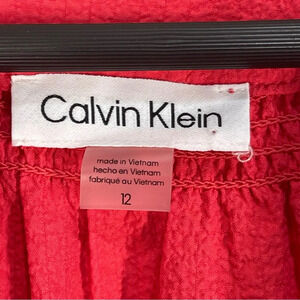 Calvin Klein
made in Vietnam
hecho en Vietnam
fabriqué au Vietnam
12